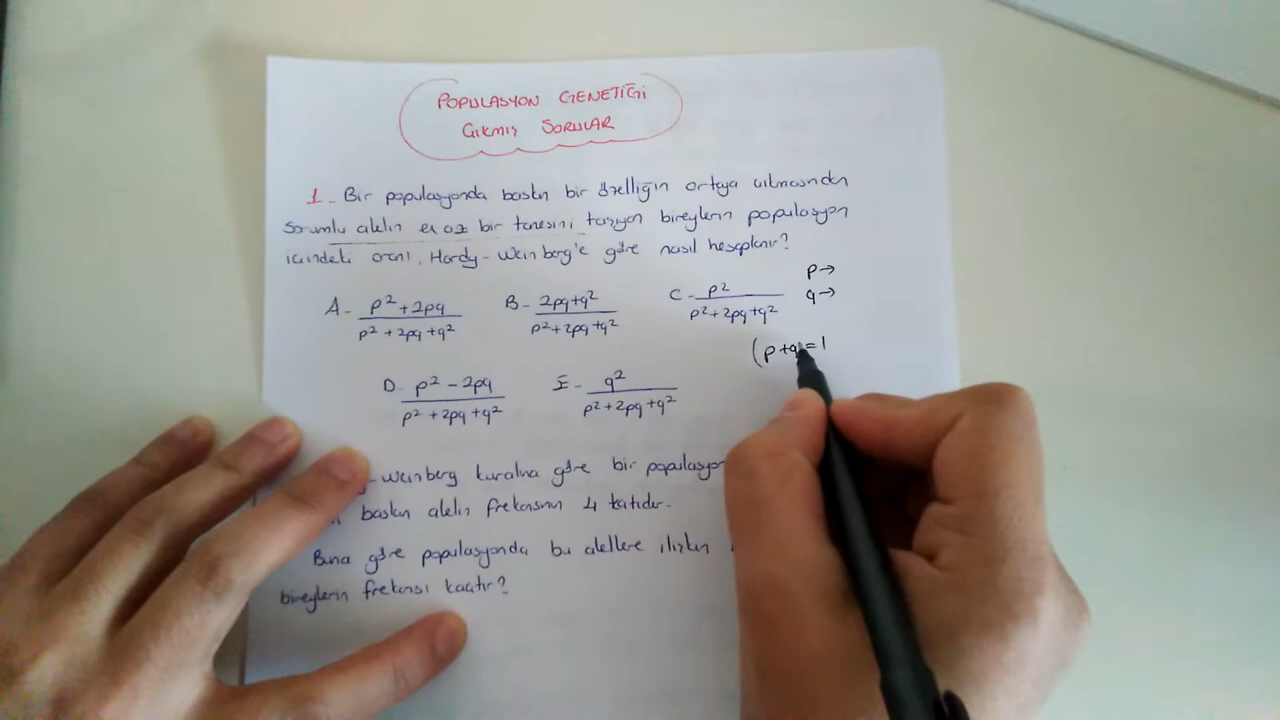 POPULASYON GENETIĞI
ÇIKMIŞ SORULAR
1- Bir populasyonda baskın bir özelliğin ortaya çıkmasından
sorumlu alelin en az bir tanesini taşıyan bireylerin populasyon
içindeki oranı, Hardy-Weinberg'e göre nasıl hesaplanır?
p→
q→
A- p²+2pq / p²+2pq+q² B- 2pq+q² / p²+2pq+q² C- p² / p²+2pq+q²
(p+q=1
D- p²-2pq / p²+2pq+q² E- q² / p²+2pq+q²
-Weinberg kuralına göre bir populasyon
baskın alelin frekansının 4 katıdır.
Buna göre populasyonda bu alellere ilişkin
bireylerin frekansı kaçtır?